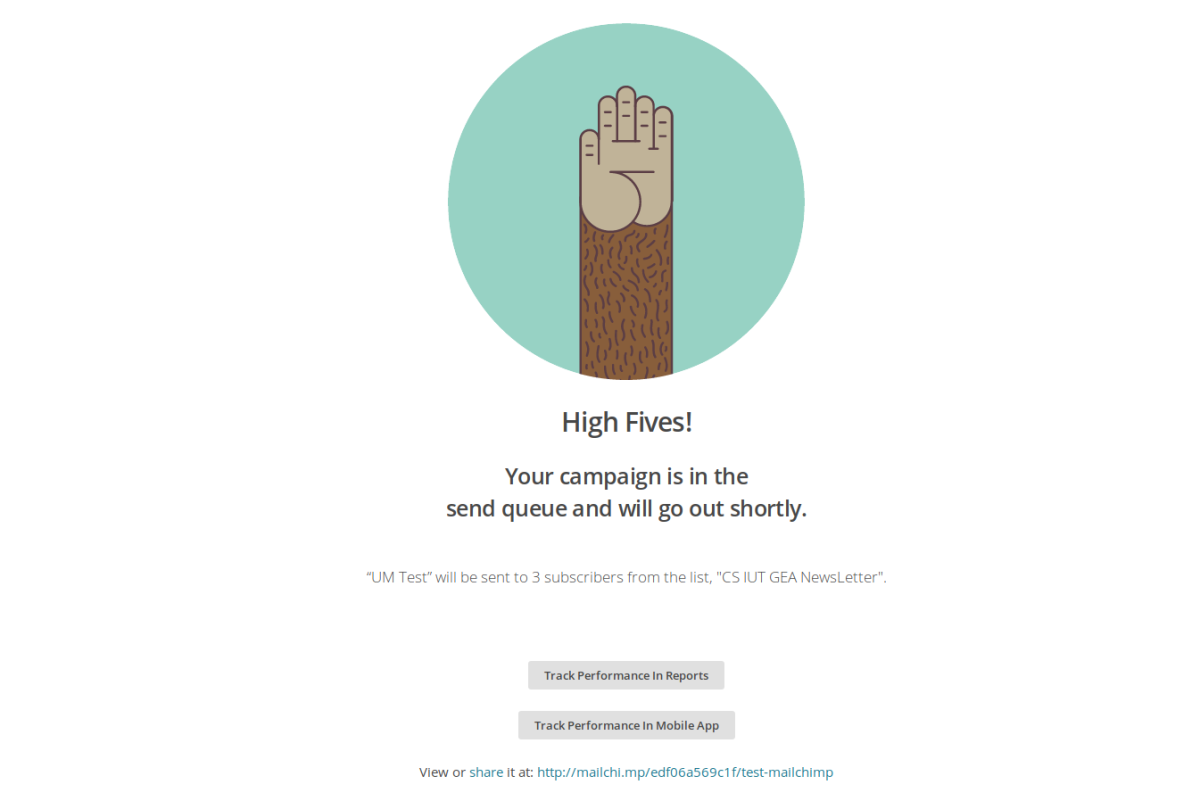 High Fives!
Your campaign is in the
send queue and will go out shortly.
“UM Test” will be sent to 3 subscribers from the list, "CS IUT GEA NewsLetter".
Track Performance In Reports
Track Performance In Mobile App
View or share it at: http://mailchi.mp/edf06a569c1f/test-mailchimp